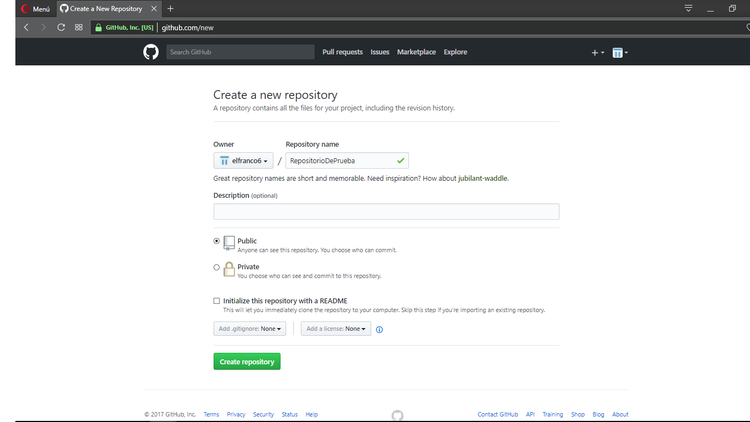 Menú
Create a New Repository
GitHub, Inc. [US]
github.com/new
Search GitHub
Pull requests Issues Marketplace Explore
Create a new repository
A repository contains all the files for your project, including the revision history.
Owner Repository name
elfranco6 / RepositorioDePrueba
Great repository names are short and memorable. Need inspiration? How about jubilant-waddle.
Description (optional)
Public
Anyone can see this repository. You choose who can commit.
Private
You choose who can see and commit to this repository.
Initialize this repository with a README
This will let you immediately clone the repository to your computer. Skip this step if you're importing an existing repository.
Add .gitignore: None Add a license: None
Create repository
© 2017 GitHub, Inc. Terms Privacy Security Status Help Contact GitHub API Training Shop Blog About